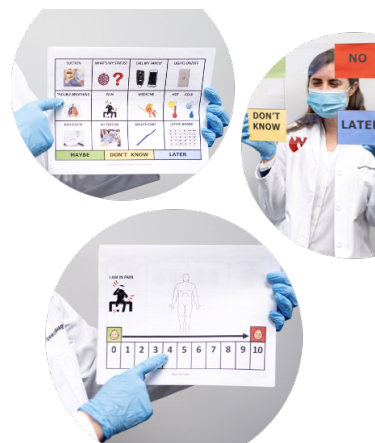 SUCTION WHAT'S MY STATUS? CALL MY FAMILY LIGHTS ON/OFF
TROUBLE BREATHING PAIN MEDICINE HOT COLD
MAYBE DON'T KNOW LATER
NO
DON'T
KNOW
LATER
I AM IN PAIN
0 1 2 3 4 5 6 7 8 9 10